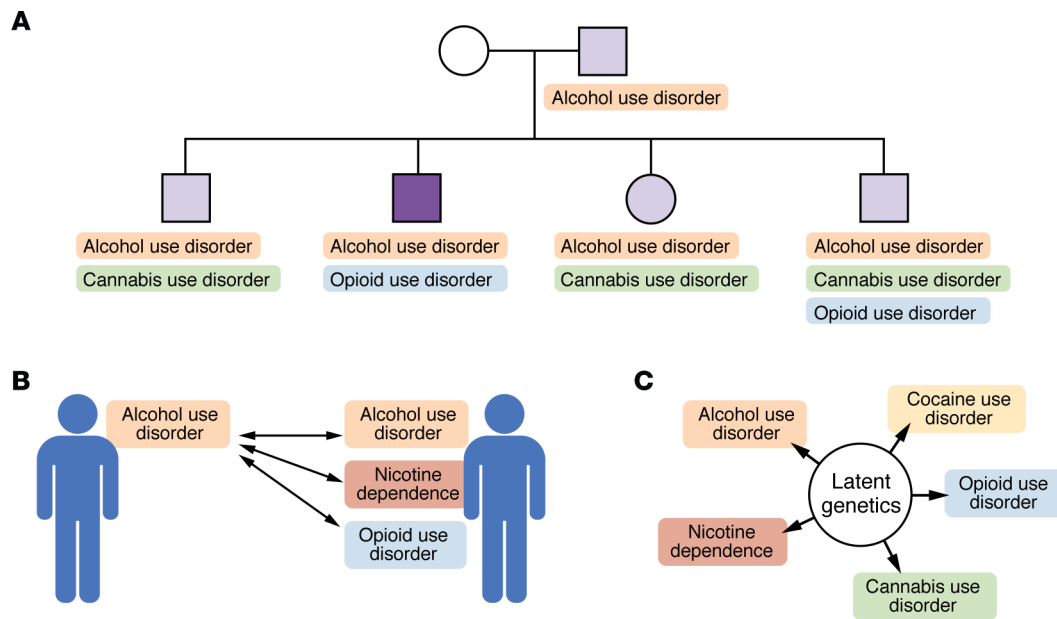 A
Alcohol use disorder
Alcohol use disorder
Cannabis use disorder
Alcohol use disorder
Opioid use disorder
Alcohol use disorder
Cannabis use disorder
Alcohol use disorder
Cannabis use disorder
Opioid use disorder
B
Alcohol use
disorder
Alcohol use
disorder
Nicotine
dependence
Opioid use
disorder
C
Alcohol use
disorder
Cocaine use
disorder
Latent
genetics
Opioid use
disorder
Nicotine
dependence
Cannabis use
disorder